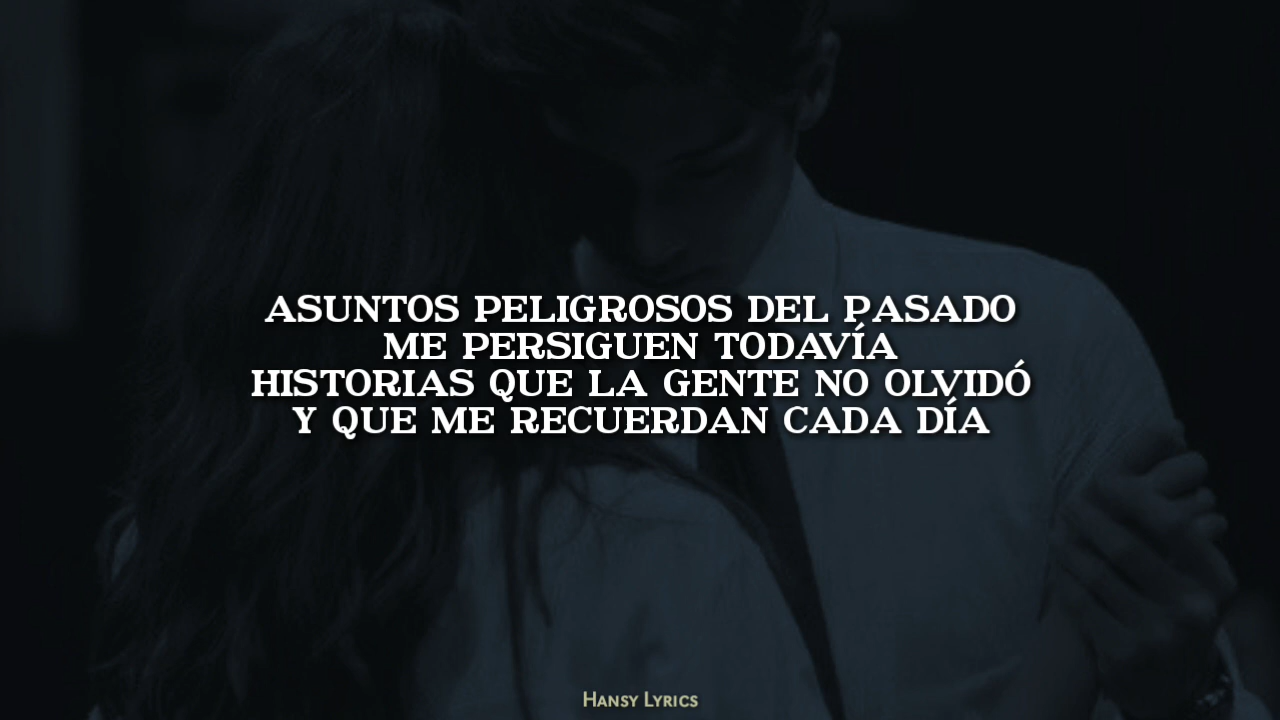 ASUNTOS PELIGROSOS DEL PASADO
ME PERSIGUEN TODAVÍA
HISTORIAS QUE LA GENTE NO OLVIDÓ
Y QUE ME RECUERDAN CADA DÍA
Hansy Lyrics